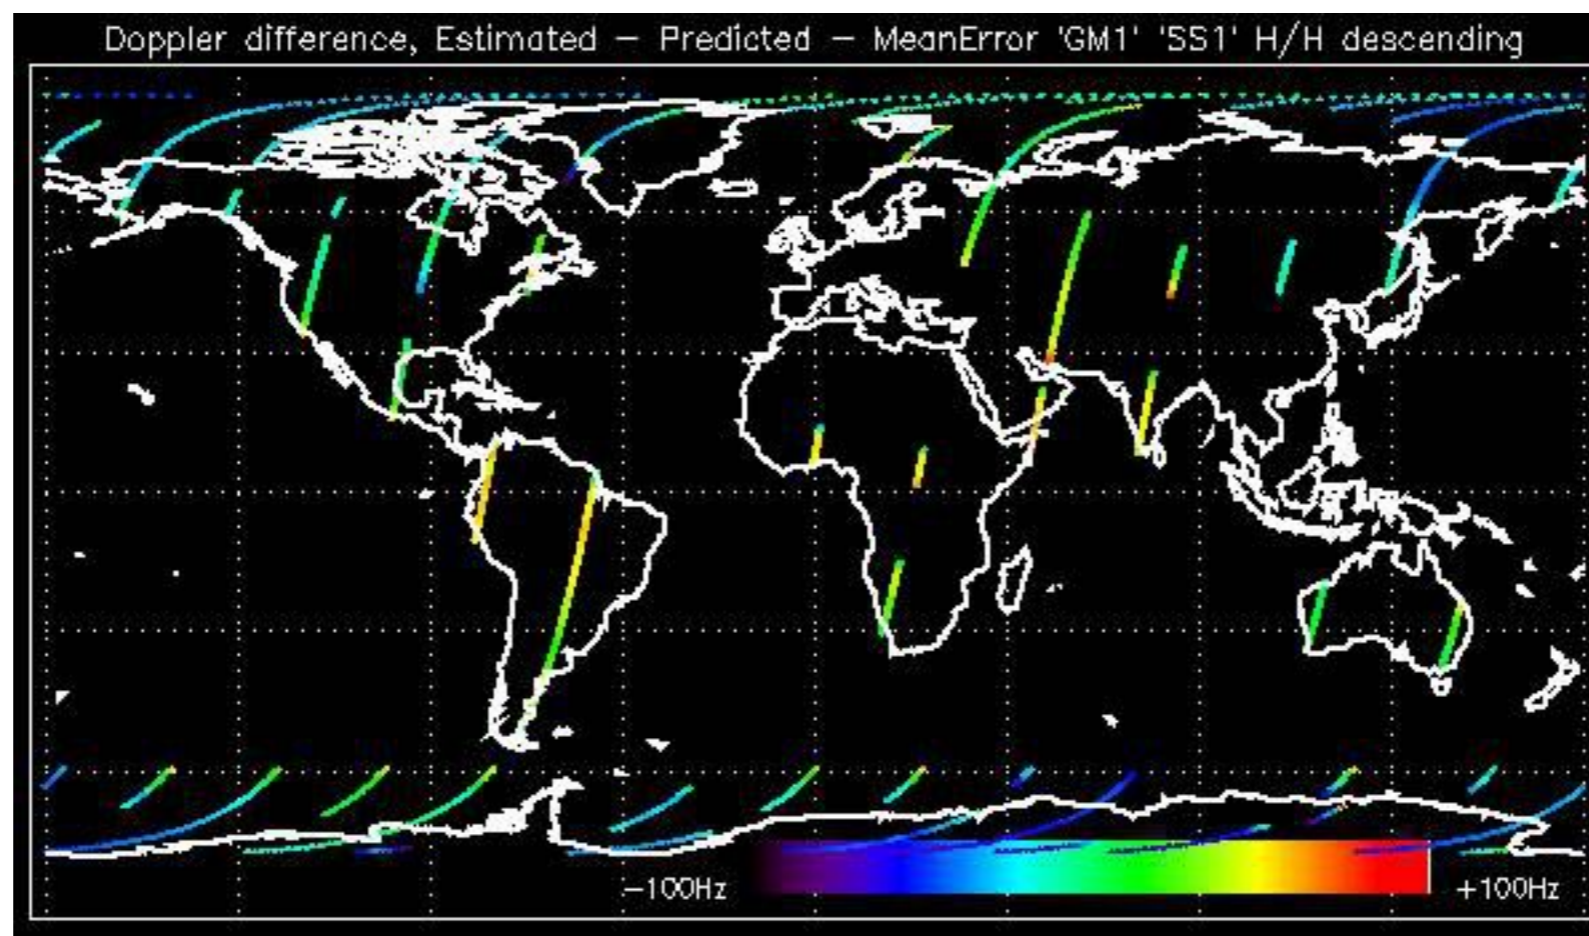 Doppler difference, Estimated – Predicted – MeanError 'GM1' 'SS1' H/H descending
–100Hz +100Hz